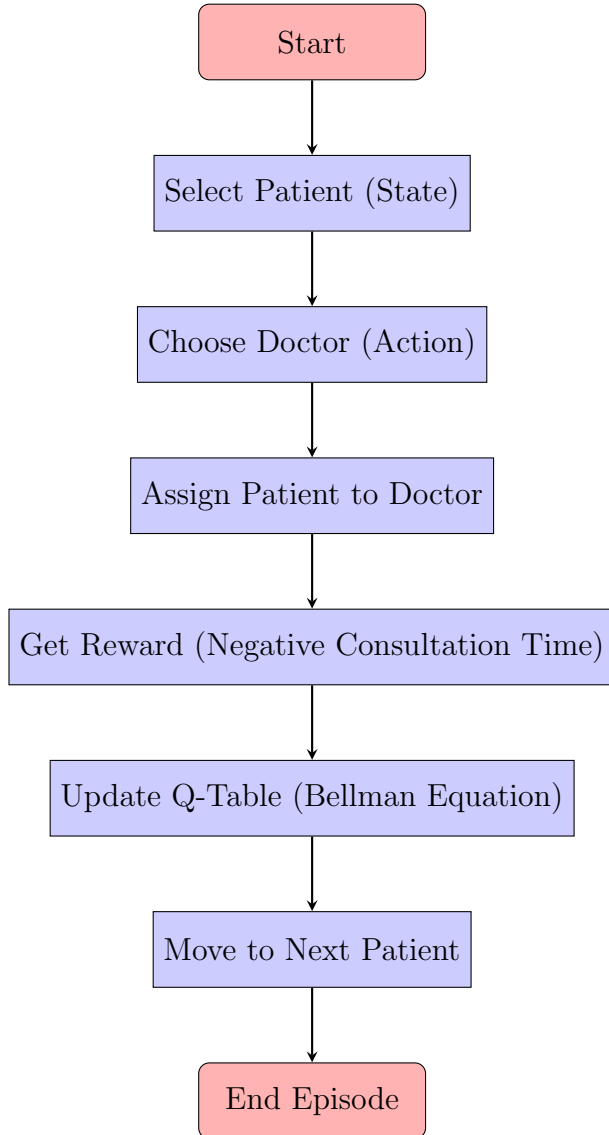 Start
Select Patient (State)
Choose Doctor (Action)
Assign Patient to Doctor
Get Reward (Negative Consultation Time)
Update Q-Table (Bellman Equation)
Move to Next Patient
End Episode